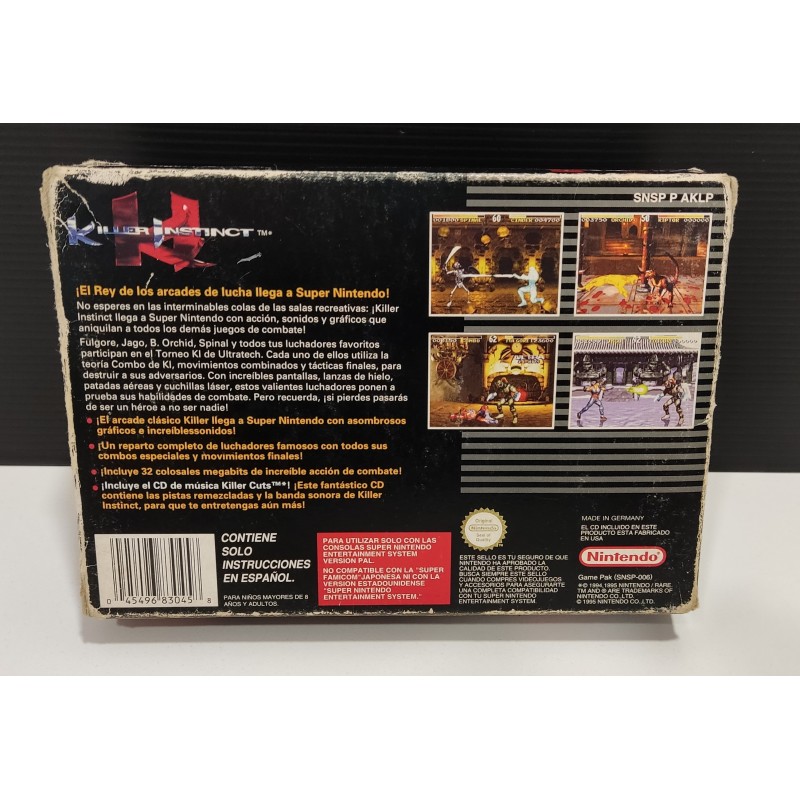 SNSP P AKLP
KILLER INSTINCT™*
¡El Rey de los arcades de lucha llega a Super Nintendo!
No esperes en las interminables colas de las salas recreativas: ¡Killer
Instinct llega a Super Nintendo con acción, sonidos y gráficos que
aniquilan a todos los demás juegos de combate!
Fulgore, Jago, B. Orchid, Spinal y todos tus luchadores favoritos
participan en el Torneo KI de Ultratech. Cada uno de ellos utiliza la
teoría Combo de KI, movimientos combinados y tácticas finales, para
destruir a sus adversarios. Con increíbles pantallas, lanzas de hielo,
patadas aéreas y cuchillas láser, estos valientes luchadores ponen a
prueba sus habilidades de combate. Pero recuerda, ¡si pierdes pasarás
de ser un héroe a no ser nadie!
• ¡El arcade clásico Killer llega a Super Nintendo con asombrosos
gráficos e increíblessonidos!
• ¡Un reparto completo de luchadores famosos con todos sus
combos especiales y movimientos finales!
• ¡Incluye 32 colosales megabits de increíble acción de combate!
• ¡Incluye el CD de música Killer Cuts™*! ¡Este fantástico CD
contiene las pistas remezcladas y la banda sonora de Killer
Instinct, para que te entretengas aún más!
60
50
62
62
0 45496 83045 8
CONTIENE
SOLO
INSTRUCCIONES
EN ESPAÑOL.
PARA NIÑOS MAYORES DE 8
AÑOS Y ADULTOS.
PARA UTILIZAR SOLO CON LAS
CONSOLAS SUPER NINTENDO
ENTERTAINMENT SYSTEM
VERSION PAL.
NO COMPATIBLE CON LA "SUPER
FAMICOM"JAPONESA NI CON LA
VERSION ESTADOUNIDENSE
"SUPER NINTENDO
ENTERTAINMENT SYSTEM."
Original
Nintendo
Seal of
Quality
ESTE SELLO ES TU SEGURO DE QUE
NINTENDO HA APROBADO LA
CALIDAD DE ESTE PRODUCTO.
BUSCA SIEMPRE ESTE SELLO
CUANDO COMPRES VIDEOJUEGOS
Y ACCESORIOS PARA ASEGURARTE
UNA COMPLETA COMPATIBILIDAD
CON TU SUPER NINTENDO
ENTERTAINMENT SYSTEM.
MADE IN GERMANY
EL CD INCLUIDO EN ESTE
PRODUCTO ESTA FABRICADO
EN USA
Nintendo®
Game Pak (SNSP-006)
* © 1994,1995 NINTENDO / RARE
TM AND ® ARE TRADEMARKS OF
NINTENDO CO.,LTD.
© 1995 NINTENDO CO.,LTD.